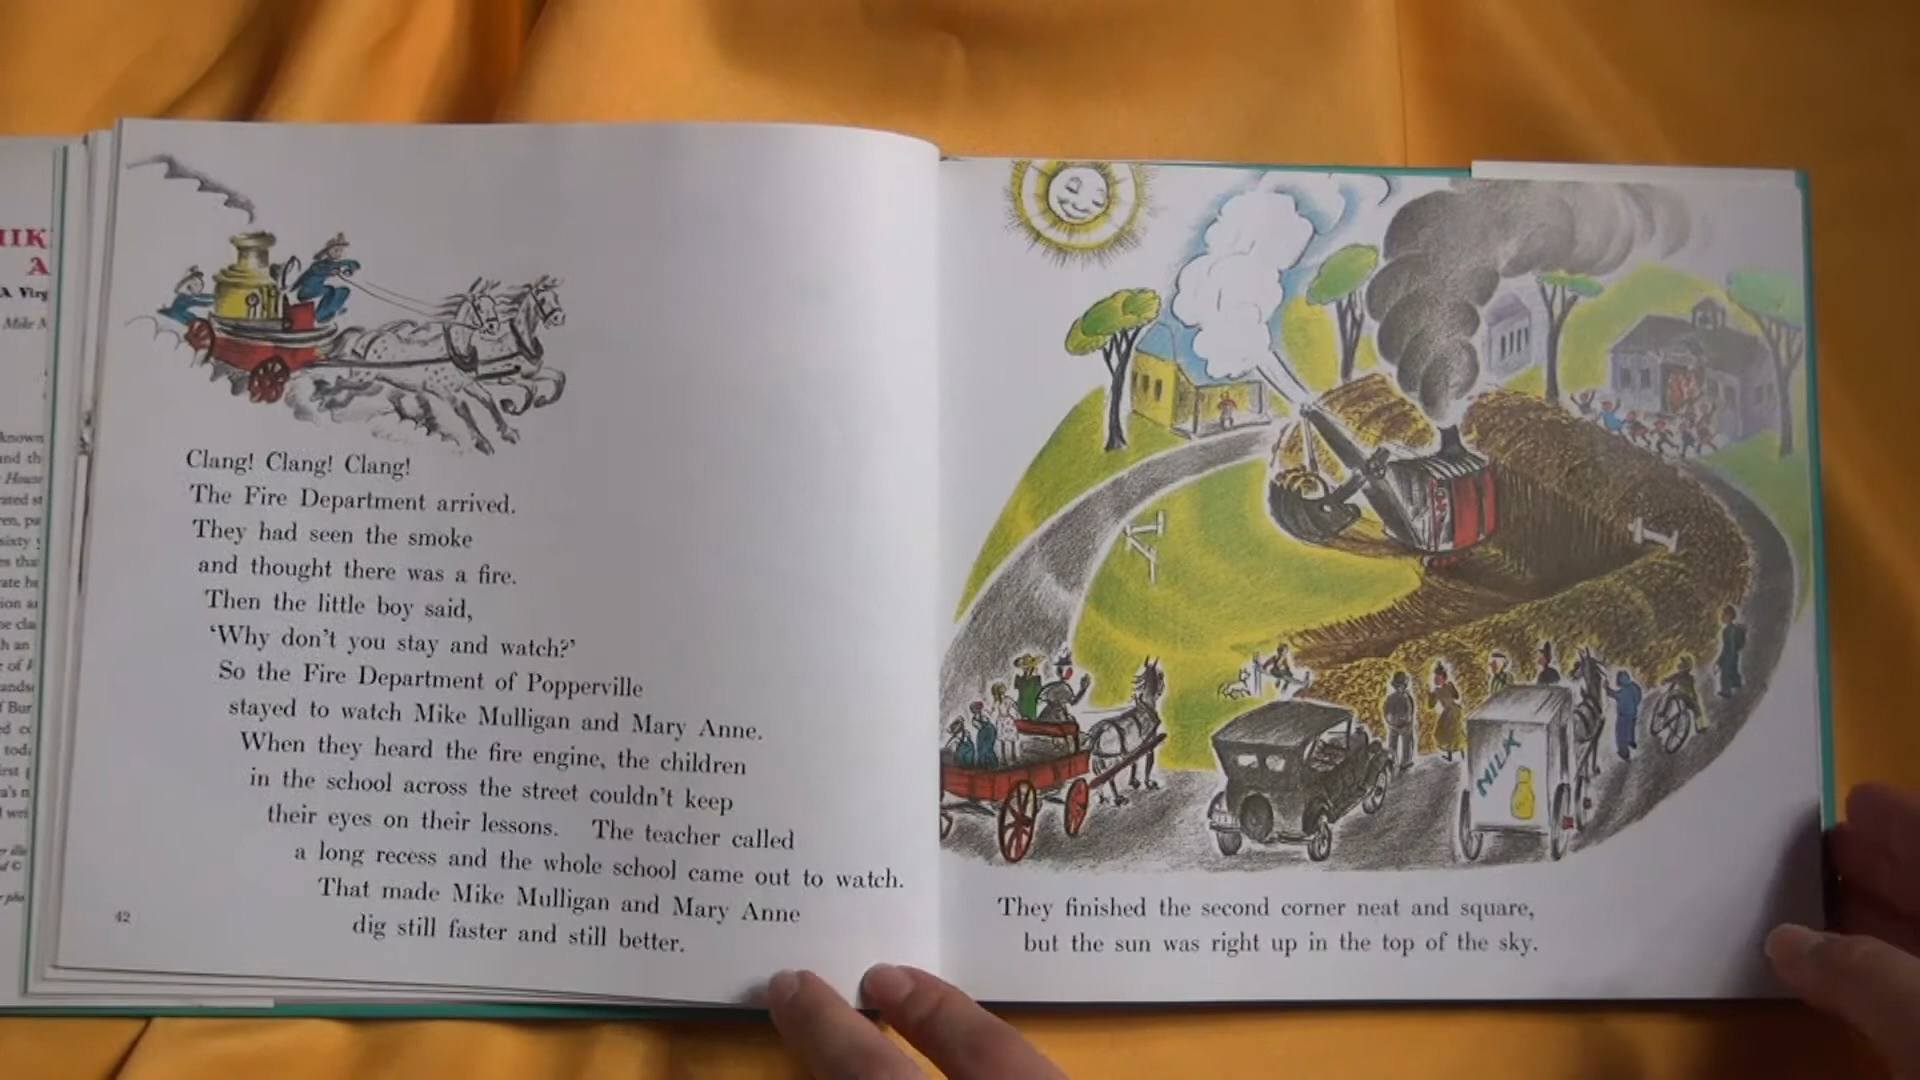 Clang! Clang! Clang!
The Fire Department arrived.
They had seen the smoke
and thought there was a fire.
Then the little boy said,
‘Why don’t you stay and watch?’
So the Fire Department of Popperville
stayed to watch Mike Mulligan and Mary Anne.
When they heard the fire engine, the children
in the school across the street couldn’t keep
their eyes on their lessons. The teacher called
a long recess and the whole school came out to watch.
That made Mike Mulligan and Mary Anne
dig still faster and still better.
42
MILK
They finished the second corner neat and square,
but the sun was right up in the top of the sky.